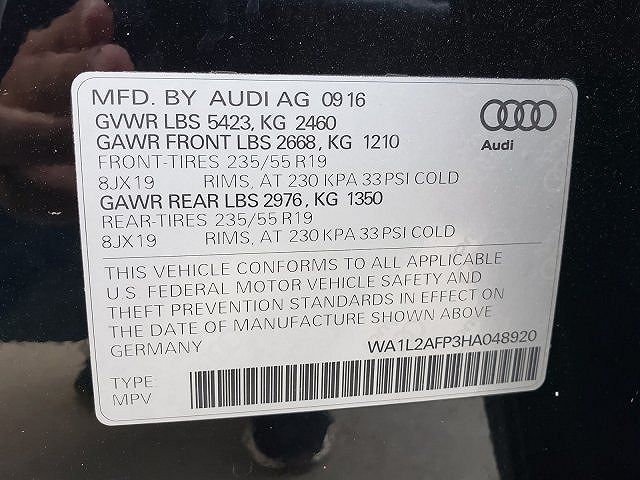 MFD. BY AUDI AG 09 16
GVWR LBS 5423, KG 2460
GAWR FRONT LBS 2668, KG 1210
FRONT-TIRES 235/55 R19
8JX19 RIMS, AT 230 KPA 33 PSI COLD
GAWR REAR LBS 2976, KG 1350
REAR-TIRES 235/55 R19
8JX19 RIMS, AT 230 KPA 33 PSI COLD
Audi
THIS VEHICLE CONFORMS TO ALL APPLICABLE
U.S. FEDERAL MOTOR VEHICLE SAFETY AND
THEFT PREVENTION STANDARDS IN EFFECT ON
THE DATE OF MANUFACTURE SHOWN ABOVE
GERMANY WA1L2AFP3HA048920
TYPE:
MPV